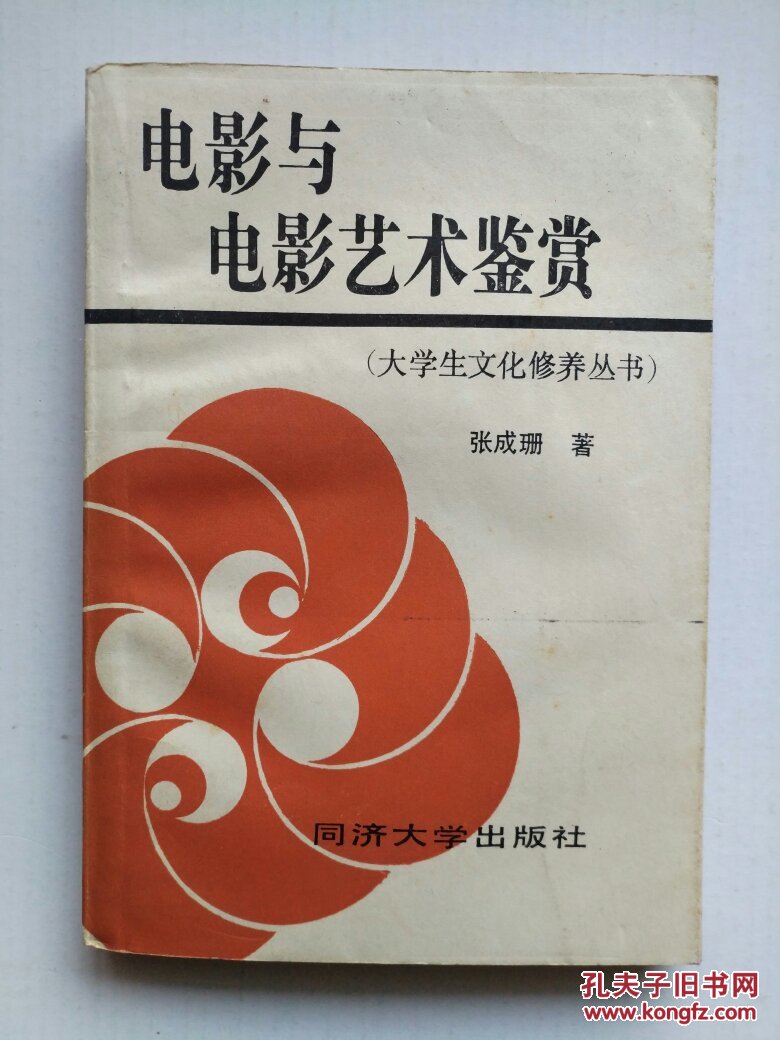 电影与
电影艺术鉴赏
（大学生文化修养丛书）
张成珊 著
同济大学出版社
孔夫子旧书网
www.kongfz.com